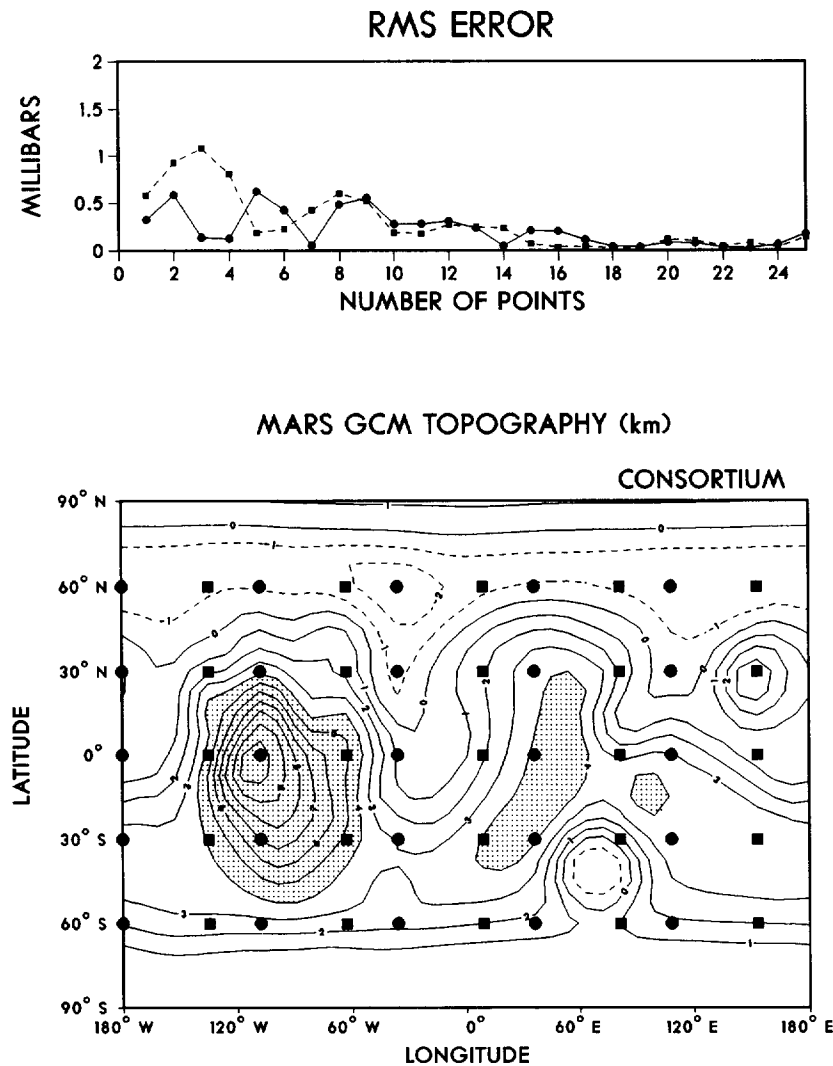 RMS ERROR
2
1.5
1
0.5
0
MILLIBARS
0 2 4 6 8 10 12 14 16 18 20 22 24
NUMBER OF POINTS
MARS GCM TOPOGRAPHY (km)
CONSORTIUM
90° N
60° N
30° N
0°
30° S
60° S
90° S
LATITUDE
180° W 120° W 60° W 0° 60° E 120° E 180° E
LONGITUDE